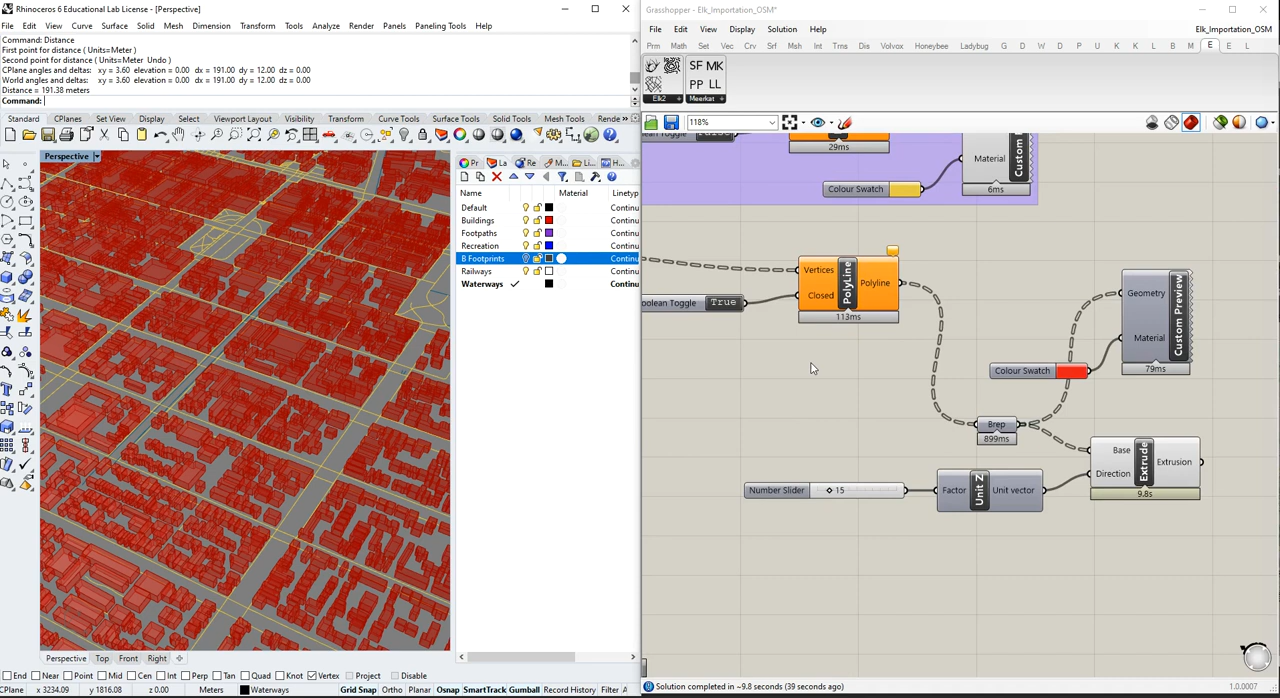 Rhinoceros 6 Educational Lab License - [Perspective]
File Edit View Curve Surface Solid Mesh Dimension Transform Tools Analyze Render Panels Paneling Tools Help
Command: Distance
First point for distance ( Units=Meter )
Second point for distance ( Units=Meter Undo )
CPlane angles and deltas: xy = 3.60 elevation = 0.00 dx = 191.00 dy = 12.00 dz = 0.00
World angles and deltas: xy = 3.60 elevation = 0.00 dx = 191.00 dy = 12.00 dz = 0.00
Distance = 191.38 meters
Command:
Standard CPlanes Set View Display Select Viewport Layout Visibility Transform Curve Tools Surface Tools Solid Tools Mesh Tools Rende
Perspective
Pr La Re M... Li... H...
Name Material Linety
Default Continu
Buildings Continu
Footpaths Continu
Recreation Continu
B Footprints Continu
Railways Continu
Waterways Continu
Perspective Top Front Right
End Near Point Mid Cen Int Perp Tan Quad Knot Vertex Project Disable
CPlane x 3234.09 y 1816.08 z 0.00 Meters Waterways Grid Snap Ortho Planar Osnap SmartTrack Gumball Record History Filter A
Grasshopper - Elk_Importation_OSM*
File Edit View Display Solution Help Elk_Importation_OSM
Prm Math Set Vec Crv Srf Msh Int Trns Dis Volvox Honeybee Ladybug G D W D P U K K L B M E E L
SF MK
PP LL
Elk2 + Meerkat +
118%
ean Toggle
29ms
Material
Custom
6ms
Colour Swatch
Vertices
Closed
PolyLine
Polyline
113ms
oolean Toggle True
Geometry
Material
Custom Preview
79ms
Colour Swatch
Brep
899ms
Base
Direction
Extrude
Extrusion
9.8s
Number Slider 15
Factor
Unit Z
Unit vector
Solution completed in ~9.8 seconds (39 seconds ago)
1.0.0007